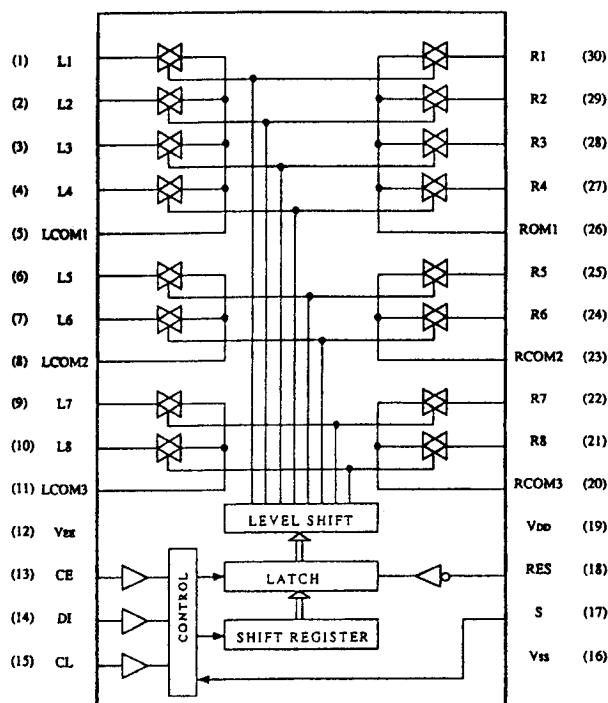 (1) L1 R1 (30)
(2) L2 R2 (29)
(3) L3 R3 (28)
(4) L4 R4 (27)
(5) LCOM1 ROM1 (26)
(6) L5 R5 (25)
(7) L6 R6 (24)
(8) LCOM2 RCOM2 (23)
(9) L7 R7 (22)
(10) L8 R8 (21)
(11) LCOM3 RCOM3 (20)
LEVEL SHIFT
(12) VEE VDD (19)
(13) CE LATCH RES (18)
CONTROL
(14) DI SHIFT REGISTER S (17)
(15) CL VSS (16)